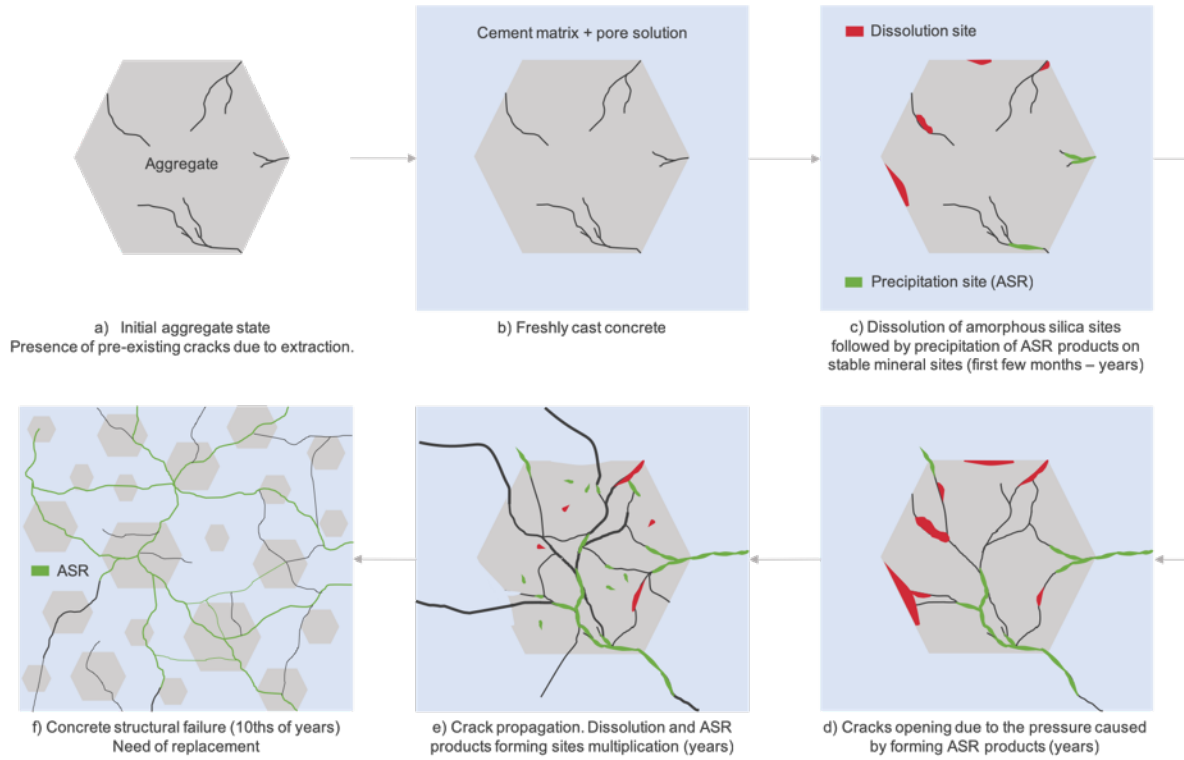 Aggregate
a) Initial aggregate state
Presence of pre-existing cracks due to extraction.
Cement matrix + pore solution
b) Freshly cast concrete
Dissolution site
Precipitation site (ASR)
c) Dissolution of amorphous silica sites
followed by precipitation of ASR products on
stable mineral sites (first few months – years)
ASR
f) Concrete structural failure (10ths of years)
Need of replacement
e) Crack propagation. Dissolution and ASR
products forming sites multiplication (years)
d) Cracks opening due to the pressure caused
by forming ASR products (years)